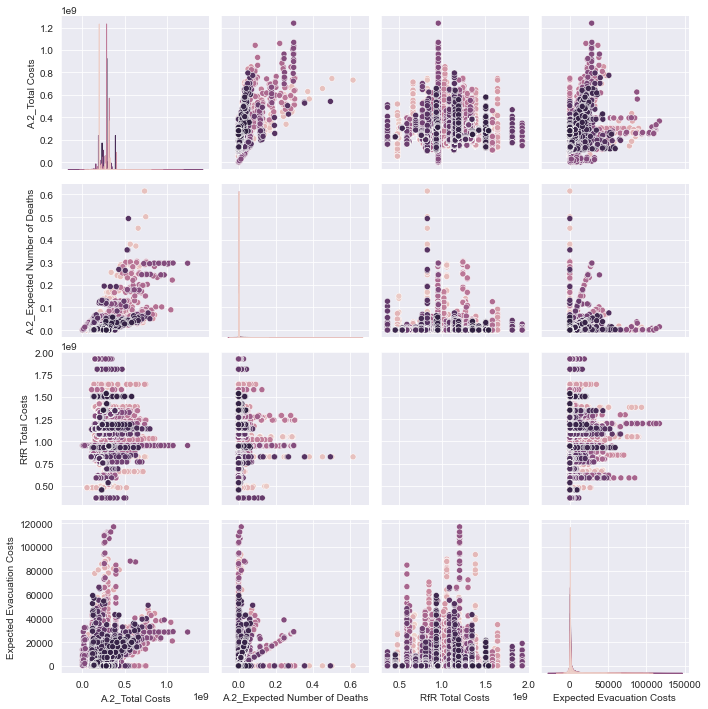 1e9
1.2
1.0
0.8
0.6
0.4
0.2
0.0
A.2_Total Costs
0.6
0.5
0.4
0.3
0.2
0.1
0.0
A.2_Expected Number of Deaths
1e9
2.00
1.75
1.50
1.25
1.00
0.75
0.50
RfR Total Costs
120000
100000
80000
60000
40000
20000
0
Expected Evacuation Costs
0.0 0.5 1.0
1e9
A.2_Total Costs
0.0 0.2 0.4 0.6
A.2_Expected Number of Deaths
0.5 1.0 1.5 2.0
1e9
RfR Total Costs
0 50000 100000 150000
Expected Evacuation Costs